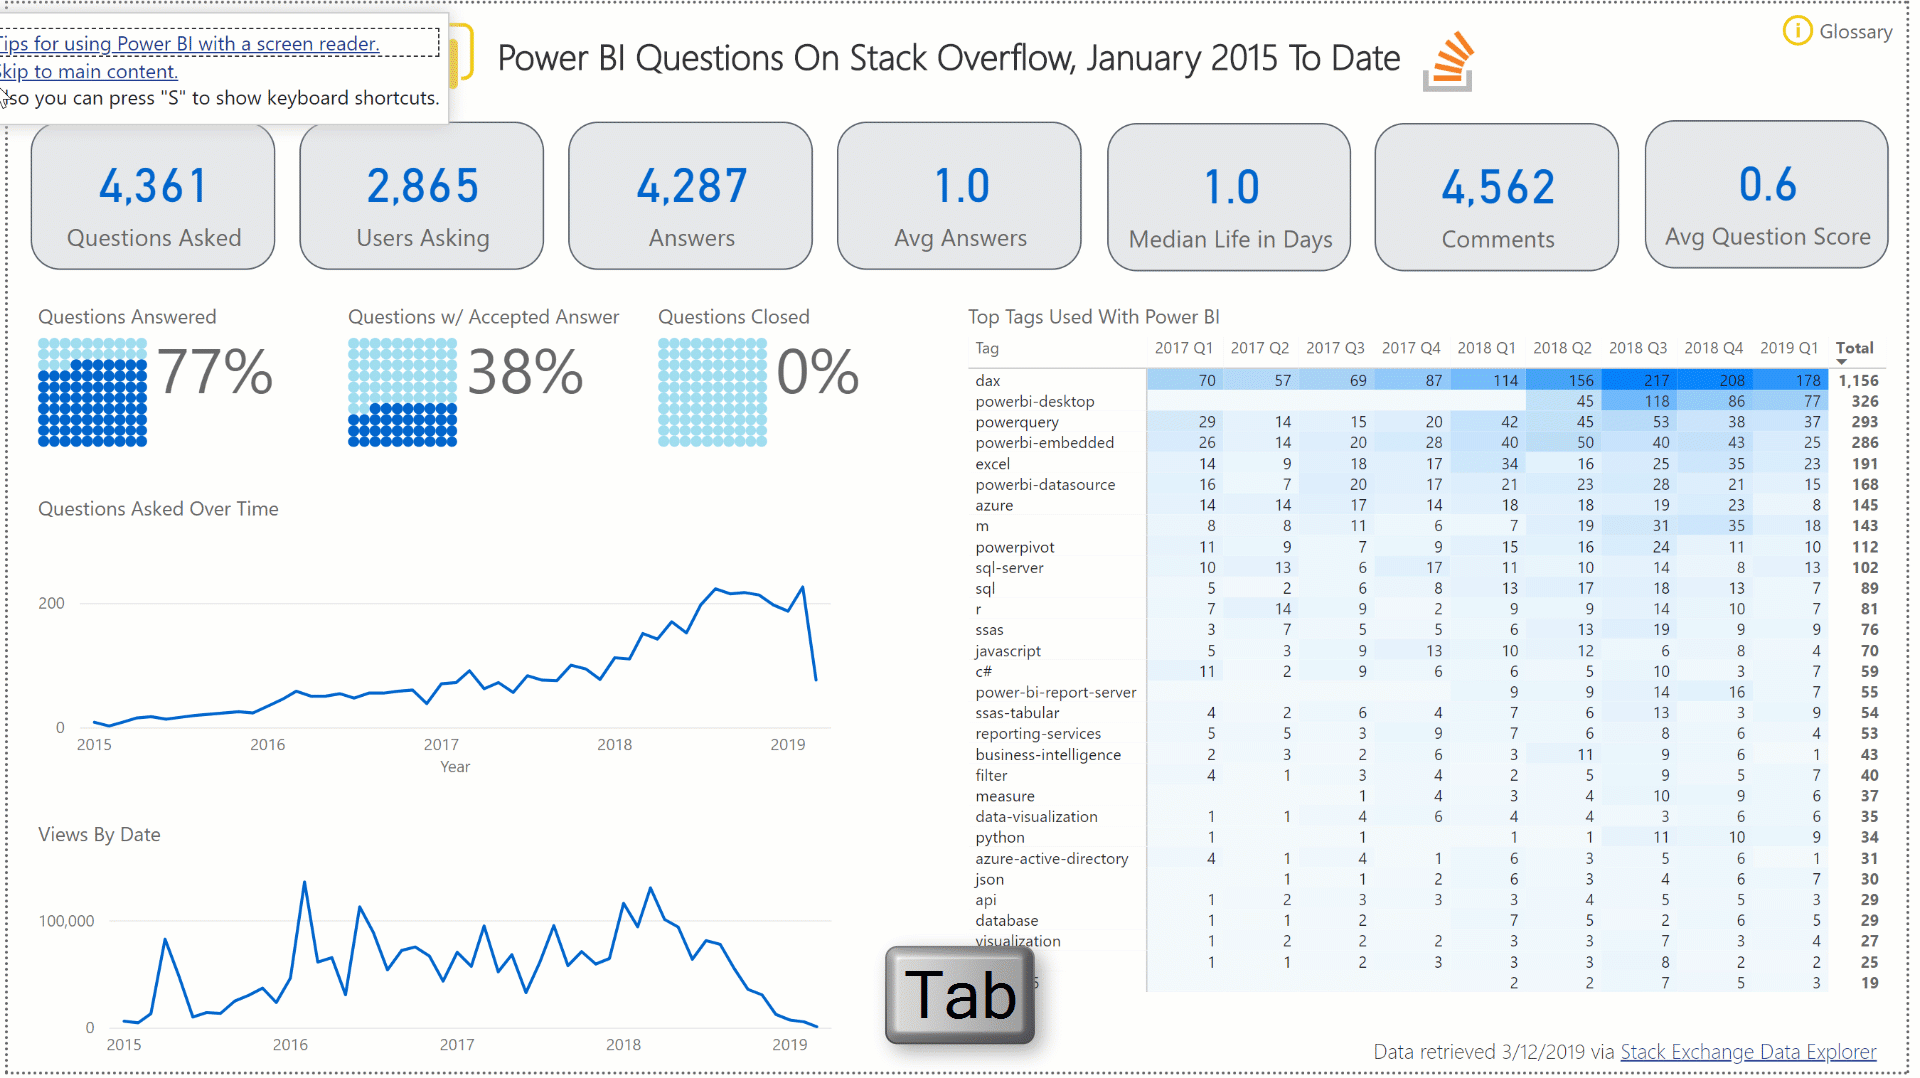 Tips for using Power BI with a screen reader.
Skip to main content.
Also you can press "S" to show keyboard shortcuts.
Power BI Questions On Stack Overflow, January 2015 To Date
Glossary
4,361
Questions Asked
2,865
Users Asking
4,287
Answers
1.0
Avg Answers
1.0
Median Life in Days
4,562
Comments
0.6
Avg Question Score
Questions Answered
77%
Questions w/ Accepted Answer
38%
Questions Closed
0%
Questions Asked Over Time
200
0
2015 2016 2017 2018 2019
Year
Views By Date
100,000
0
2015 2016 2017 2018 2019
Top Tags Used With Power BI
Tag 2017 Q1 2017 Q2 2017 Q3 2017 Q4 2018 Q1 2018 Q2 2018 Q3 2018 Q4 2019 Q1 Total
dax 70 57 69 87 114 156 217 208 178 1,156
powerbi-desktop 45 118 86 77 326
powerquery 29 14 15 20 42 45 53 38 37 293
powerbi-embedded 26 14 20 28 40 50 40 43 25 286
excel 14 9 18 17 34 16 25 35 23 191
powerbi-datasource 16 7 20 17 21 23 28 21 15 168
azure 14 14 17 14 18 18 19 23 8 145
m 8 8 11 6 7 19 31 35 18 143
powerpivot 11 9 7 9 15 16 24 11 10 112
sql-server 10 13 6 17 11 10 14 8 13 102
sql 5 2 6 8 13 17 18 13 7 89
r 7 14 9 2 9 9 14 10 7 81
ssas 3 7 5 5 6 13 19 9 9 76
javascript 5 3 9 13 10 12 6 8 4 70
c# 11 2 9 6 6 5 10 3 7 59
power-bi-report-server 9 9 14 16 7 55
ssas-tabular 4 2 6 4 7 6 13 3 9 54
reporting-services 5 5 3 9 7 6 8 6 4 53
business-intelligence 2 3 2 6 3 11 9 6 1 43
filter 4 1 3 4 2 5 9 5 7 40
measure 1 4 3 4 10 9 6 37
data-visualization 1 1 4 6 4 4 3 6 6 35
python 1 1 1 1 11 10 9 34
azure-active-directory 4 1 4 1 6 3 5 6 1 31
json 1 1 2 6 3 4 6 7 30
api 1 2 3 3 3 4 5 5 3 29
database 1 1 2 7 5 2 6 5 29
visualization 1 2 2 2 3 3 7 3 4 27
1 1 2 3 3 3 8 2 2 25
2 2 7 5 3 19
Tab
Data retrieved 3/12/2019 via Stack Exchange Data Explorer